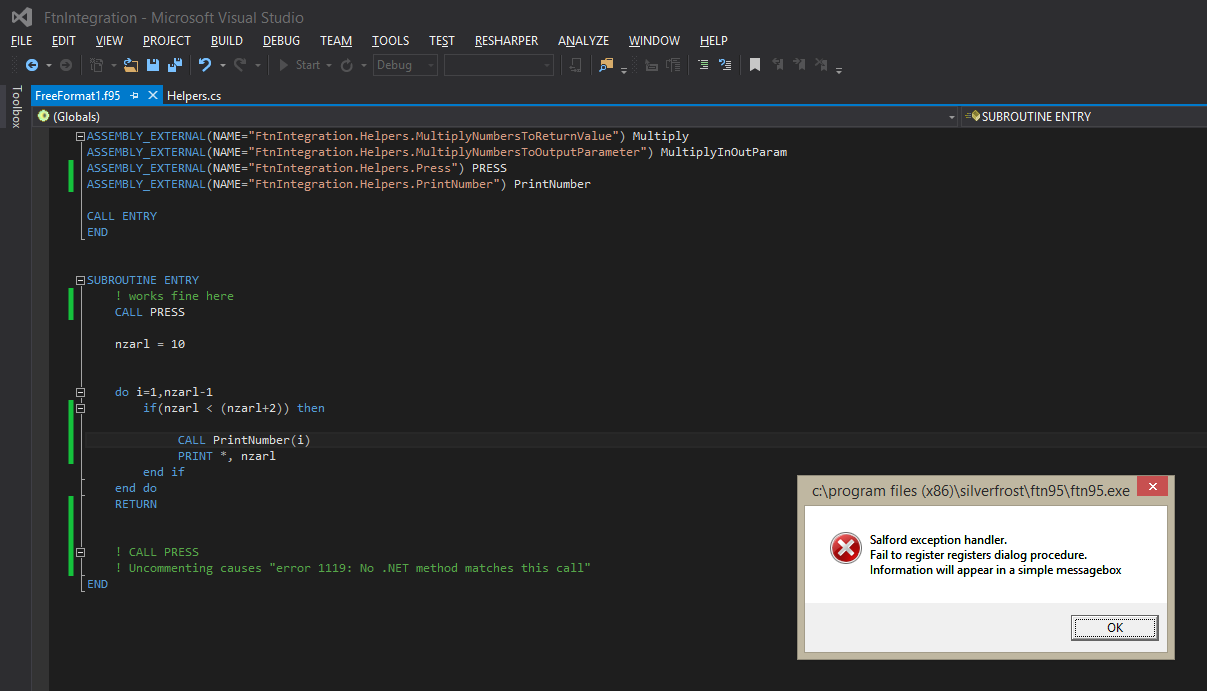 FtnIntegration - Microsoft Visual Studio
FILE EDIT VIEW PROJECT BUILD DEBUG TEAM TOOLS TEST RESHARPER ANALYZE WINDOW HELP
Start Debug
Toolbox
FreeFormat1.f95 Helpers.cs
(Globals) SUBROUTINE ENTRY
ASSEMBLY_EXTERNAL(NAME="FtnIntegration.Helpers.MultiplyNumbersToReturnValue") Multiply
ASSEMBLY_EXTERNAL(NAME="FtnIntegration.Helpers.MultiplyNumbersToOutputParameter") MultiplyInOutParam
ASSEMBLY_EXTERNAL(NAME="FtnIntegration.Helpers.Press") PRESS
ASSEMBLY_EXTERNAL(NAME="FtnIntegration.Helpers.PrintNumber") PrintNumber
CALL ENTRY
END
SUBROUTINE ENTRY
! works fine here
CALL PRESS
nzarl = 10
do i=1,nzarl-1
if(nzarl < (nzarl+2)) then
CALL PrintNumber(i)
PRINT *, nzarl
end if
end do
RETURN
! CALL PRESS
! Uncommenting causes "error 1119: No .NET method matches this call"
END
c:\program files (x86)\silverfrost\ftn95\ftn95.exe
Salford exception handler.
Fail to register registers dialog procedure.
Information will appear in a simple messagebox
OK